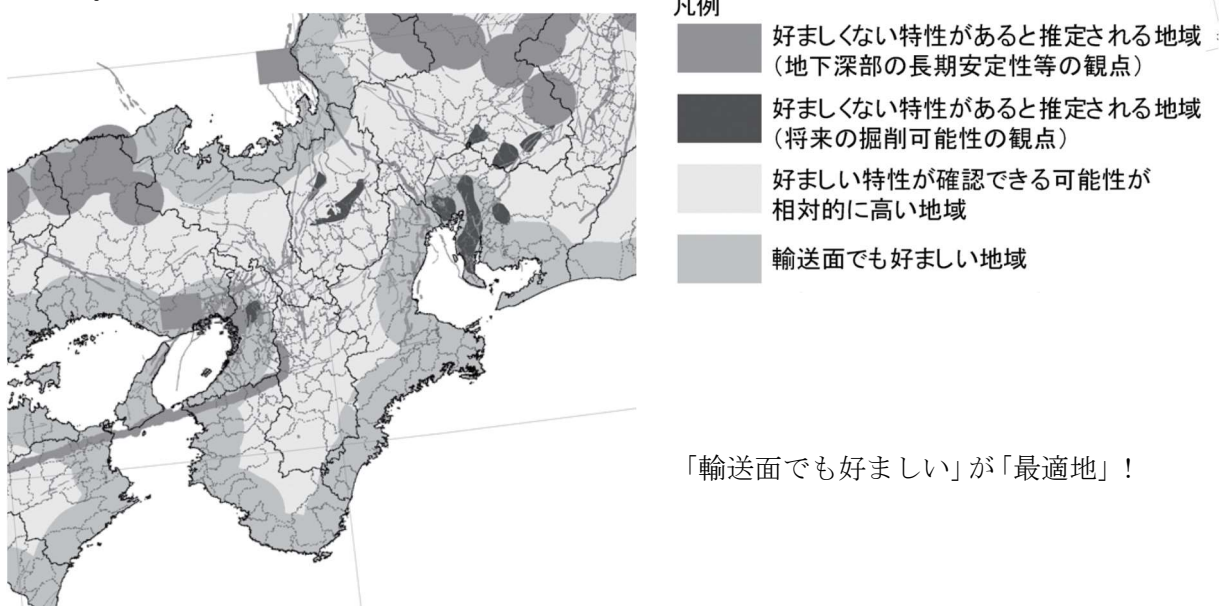 凡例
好ましくない特性があると推定される地域
（地下深部の長期安定性等の観点）
好ましくない特性があると推定される地域
（将来の掘削可能性の観点）
好ましい特性が確認できる可能性が
相対的に高い地域
輸送面でも好ましい地域
「輸送面でも好ましい」が「最適地」！